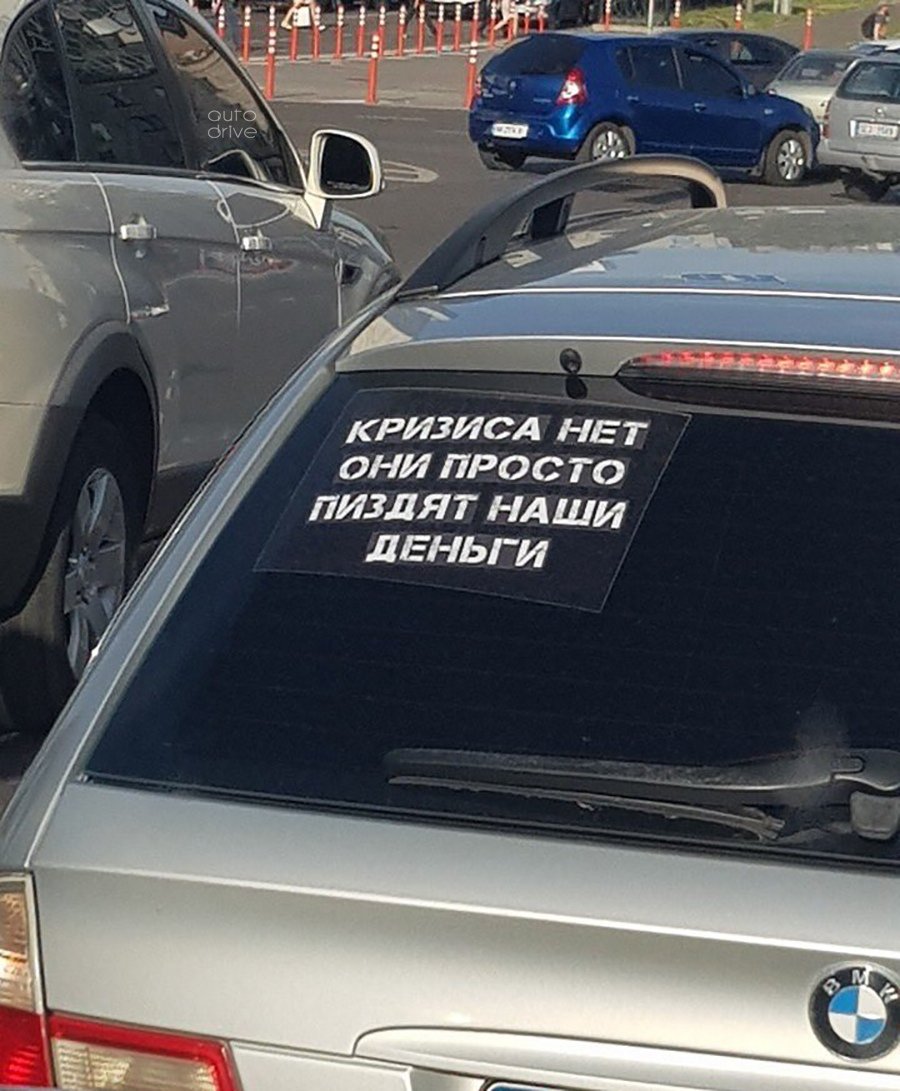 auto
drive
КРИЗИСА НЕТ
ОНИ ПРОСТО
ПИЗДЯТ НАШИ
ДЕНЬГИ
BMW